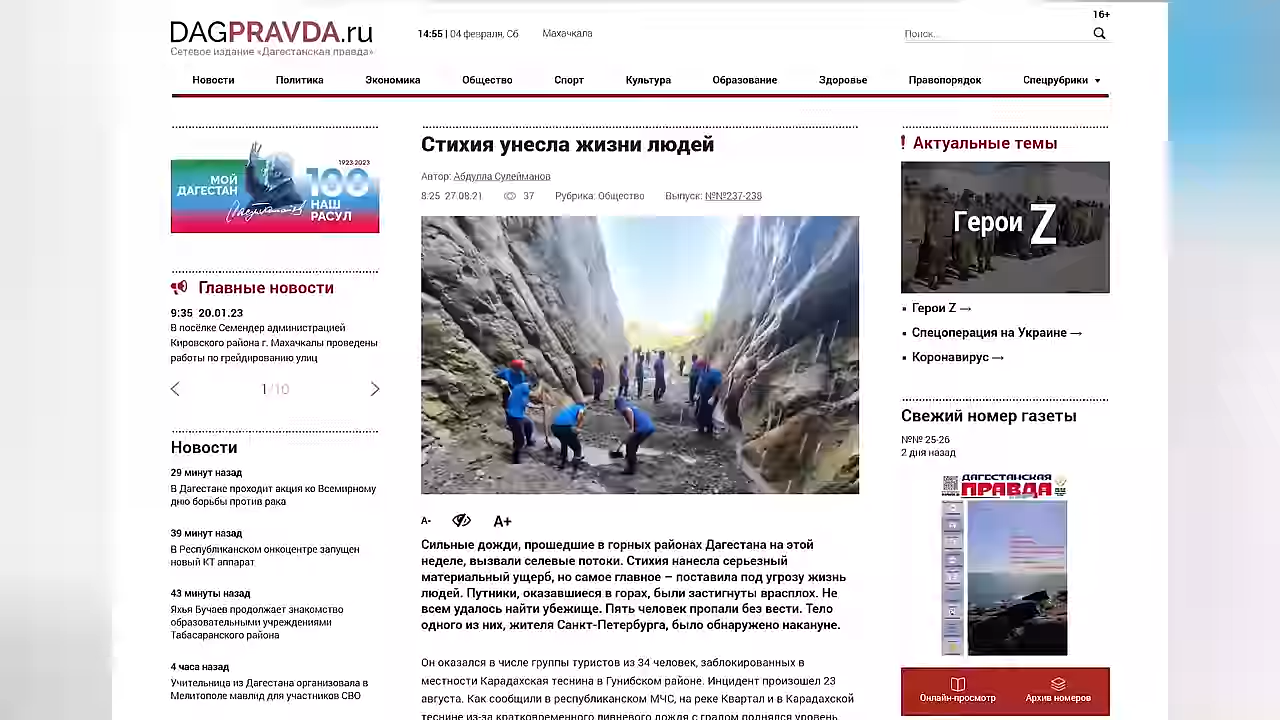 16+
DAGPRAVDA.ru
14:55 | 04 февраля, Сб
Махачкала
Поиск...
Сетевое издание «Дагестанская правда»
Новости
Политика
Экономика
Общество
Спорт
Культура
Образование
Здоровье
Правопорядок
Спецрубрики
1923-2023
МОЙ
ДАГЕСТАН
100
НАШ
РАСУЛ
Главные новости
9:35 20.01.23
В посёлке Семендер администрацией
Кировского района г. Махачкалы проведены
работы по грейдированию улиц
1/10
Новости
29 минут назад
В Дагестане проходит акция ко Всемирному
дню борьбы против рака
39 минут назад
В Республиканском онкоцентре запущен
новый КТ аппарат
43 минуты назад
Яхья Бучаев продолжает знакомство
образовательными учреждениями
Табасаранского района
4 часа назад
Учительница из Дагестана организовала в
Мелитополе мавлид для участников СВО
Стихия унесла жизни людей
Автор: Абдулла Сулейманов
8:25 27.08.21
37
Рубрика: Общество
Выпуск: №№237-238
A-
A+
Сильные дожди, прошедшие в горных районах Дагестана на этой
неделе, вызвали селевые потоки. Стихия нанесла серьезный
материальный ущерб, но самое главное – поставила под угрозу жизнь
людей. Путники, оказавшиеся в горах, были застигнуты врасплох. Не
всем удалось найти убежище. Пять человек пропали без вести. Тело
одного из них, жителя Санкт-Петербурга, было обнаружено накануне.
Он оказался в числе группы туристов из 34 человек, заблокированных в
местности Карадахская теснина в Гунибском районе. Инцидент произошел 23
августа. Как сообщили в республиканском МЧС, на реке Квартал и в Карадахской
теснине из-за кратковременного ливневого дождя с градом поднялся уровень
Актуальные темы
Герои Z
Герои Z →
Спецоперация на Украине →
Коронавирус →
Свежий номер газеты
№№ 25-26
2 дня назад
ДАГЕСТАНСКАЯ
ПРАВДА
Онлайн-просмотр
Архив номеров